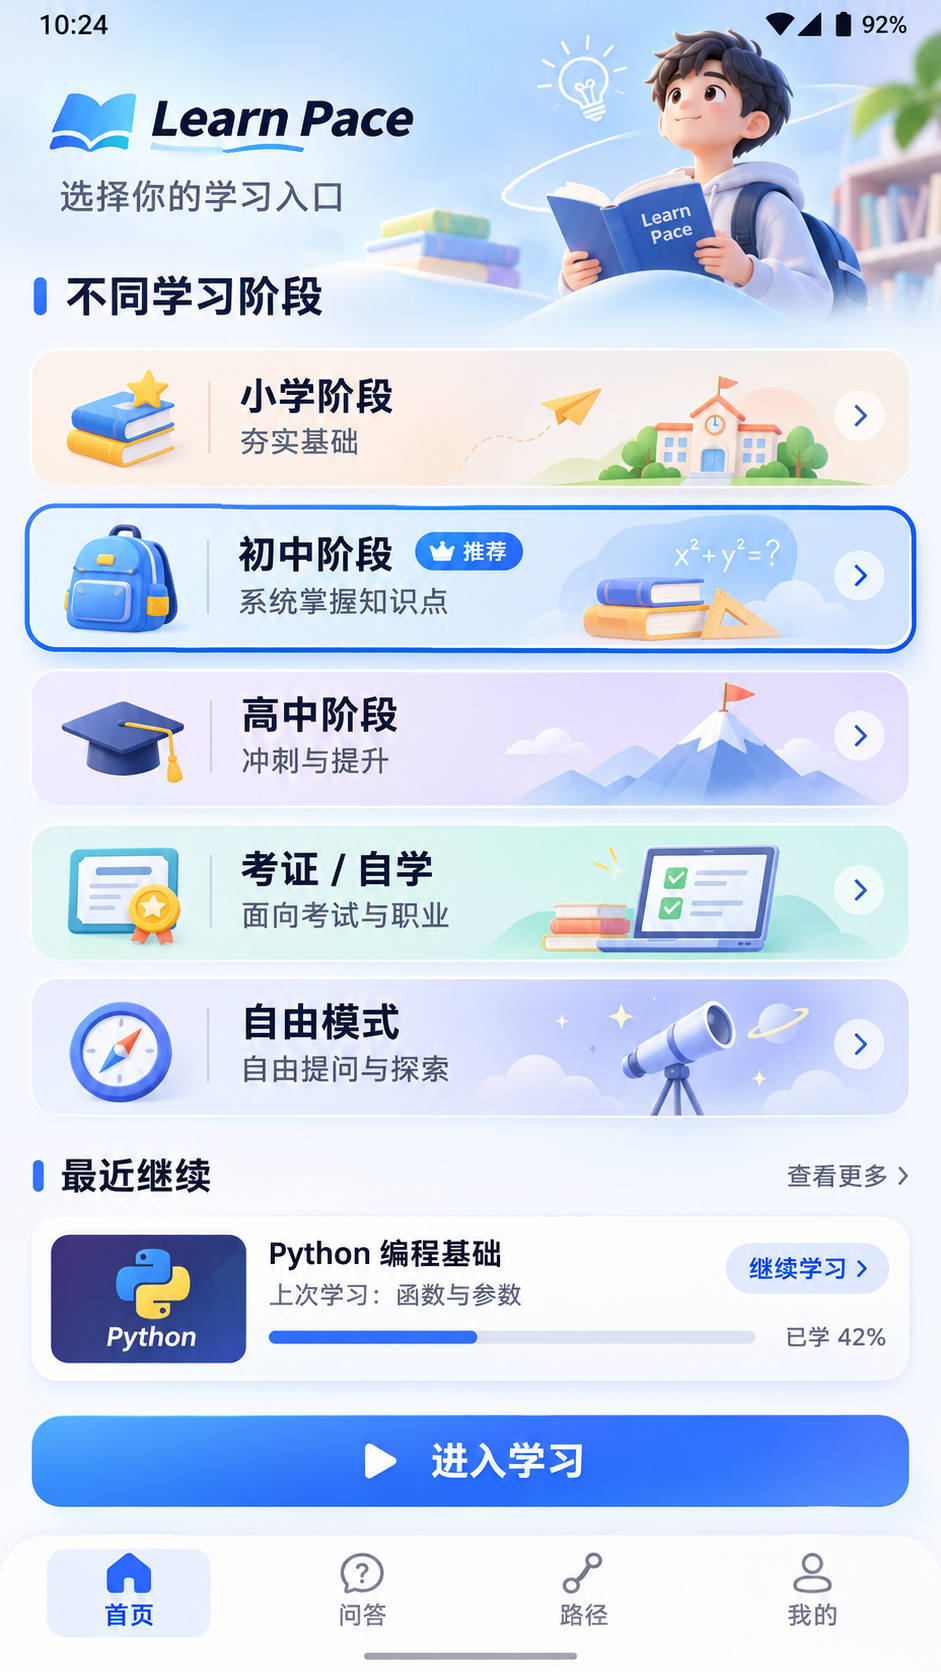 10:24
92%
Learn Pace
选择你的学习入口
Learn
Pace
不同学习阶段
小学阶段
夯实基础
初中阶段
推荐
系统掌握知识点
x²+y²=?
高中阶段
冲刺与提升
考证 / 自学
面向考试与职业
自由模式
自由提问与探索
最近继续
查看更多
Python
Python 编程基础
上次学习：函数与参数
继续学习
已学 42%
进入学习
首页
问答
路径
我的